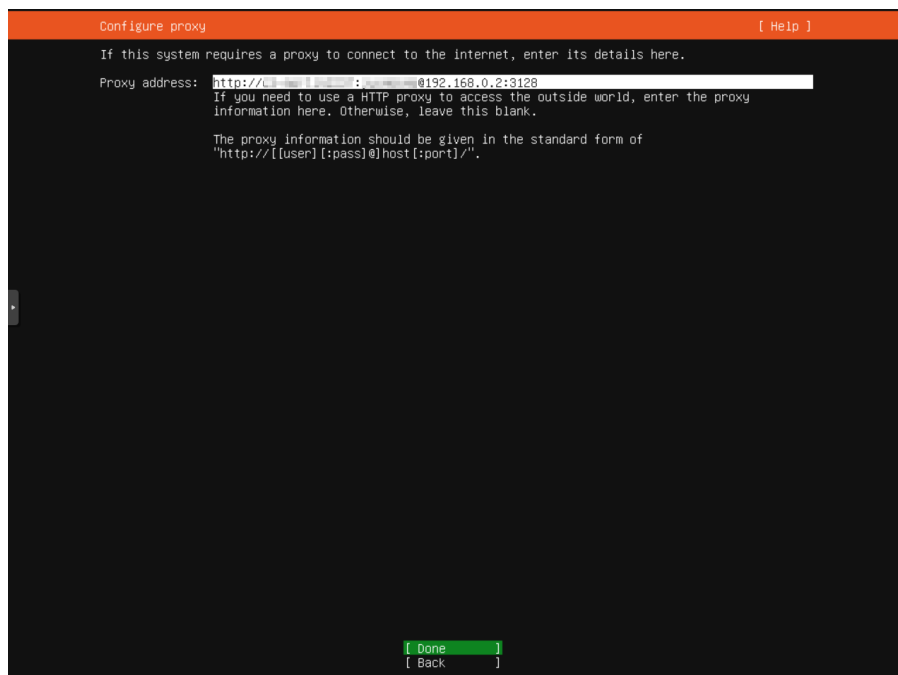 Configure proxy [ Help ]
If this system requires a proxy to connect to the internet, enter its details here.
Proxy address: http:// : @192.168.0.2:3128
If you need to use a HTTP proxy to access the outside world, enter the proxy
information here. Otherwise, leave this blank.
The proxy information should be given in the standard form of
"http://[[user][:pass]@]host[:port]/".
[ Done ]
[ Back ]